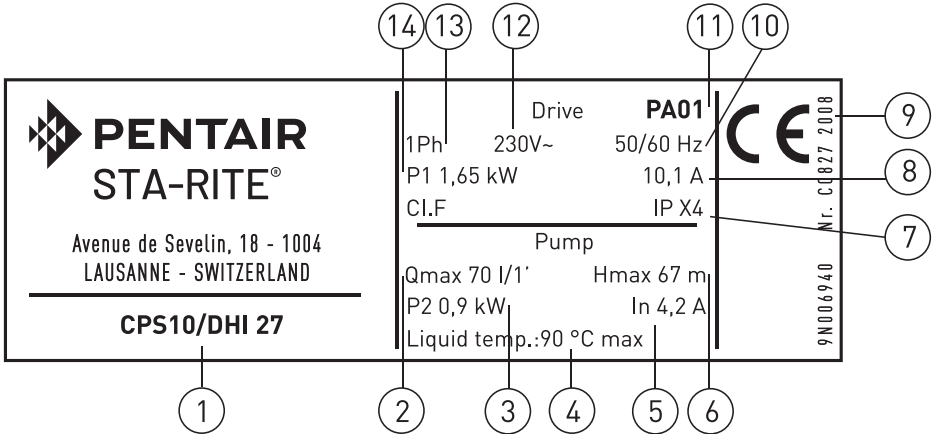 14 13 12 11 10
PENTAIR
STA-RITE®
Avenue de Sevelin, 18 - 1004
LAUSANNE - SWITZERLAND
CPS10/DHI 27
Drive PA01
1Ph 230V~ 50/60 Hz
P1 1,65 kW 10,1 A
Cl.F IP X4
Pump
Qmax 70 l/1' Hmax 67 m
P2 0,9 kW In 4,2 A
Liquid temp.:90 °C max
CE
9N006940 Nr. C0827 2008
9
8
7
1 2 3 4 5 6